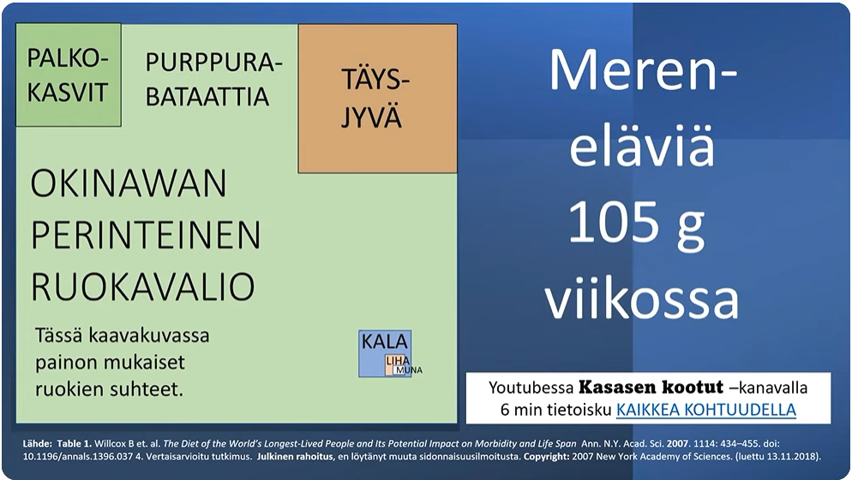 PALKO-
KASVIT
PURPPURA-
BATAATTIA
TÄYS-
JYVÄ
OKINAWAN
PERINTEINEN
RUOKAVALIO
Tässä kaavakuvassa
painon mukaiset
ruokien suhteet.
KALA
LIHA
MUNA
Meren-
eläviä
105 g
viikossa
Youtubessa Kasasen kootut –kanavalla
6 min tietoisku KAIKKEA KOHTUUDELLA
Lähde: Table 1. Willcox B et. al. The Diet of the World’s Longest-Lived People and Its Potential Impact on Morbidity and Life Span Ann. N.Y. Acad. Sci. 2007. 1114: 434–455. doi:
10.1196/annals.1396.037 4. Vertaisarvioitu tutkimus. Julkinen rahoitus, en löytänyt muuta sidonnaisuusilmoitusta. Copyright: 2007 New York Academy of Sciences. (luettu 13.11.2018).